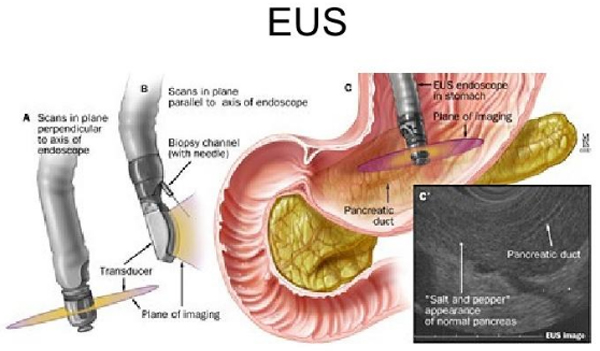 EUS
A Scans in plane
perpendicular
to axis of
endoscope
B
Scans in plane
parallel to axis of endoscope
Biopsy channel
(with needle)
Transducer
Plane of imaging
C
EUS endoscope
in stomach
Plane of imaging
Pancreatic
duct
C'
Pancreatic duct
"Salt and pepper"
appearance
of normal pancreas
EUS image